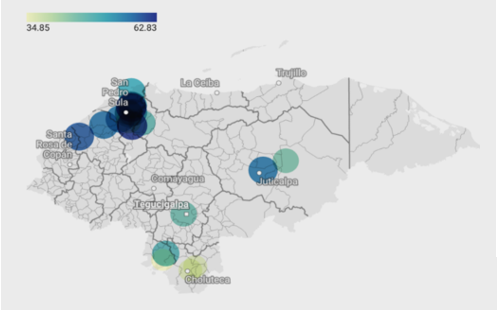 34.85 62.83
San
Pedro
Sula
La Ceiba
Trujillo
Santa
Rosa de
Copán
Comayagua
Juticalpa
Tegucigalpa
Choluteca